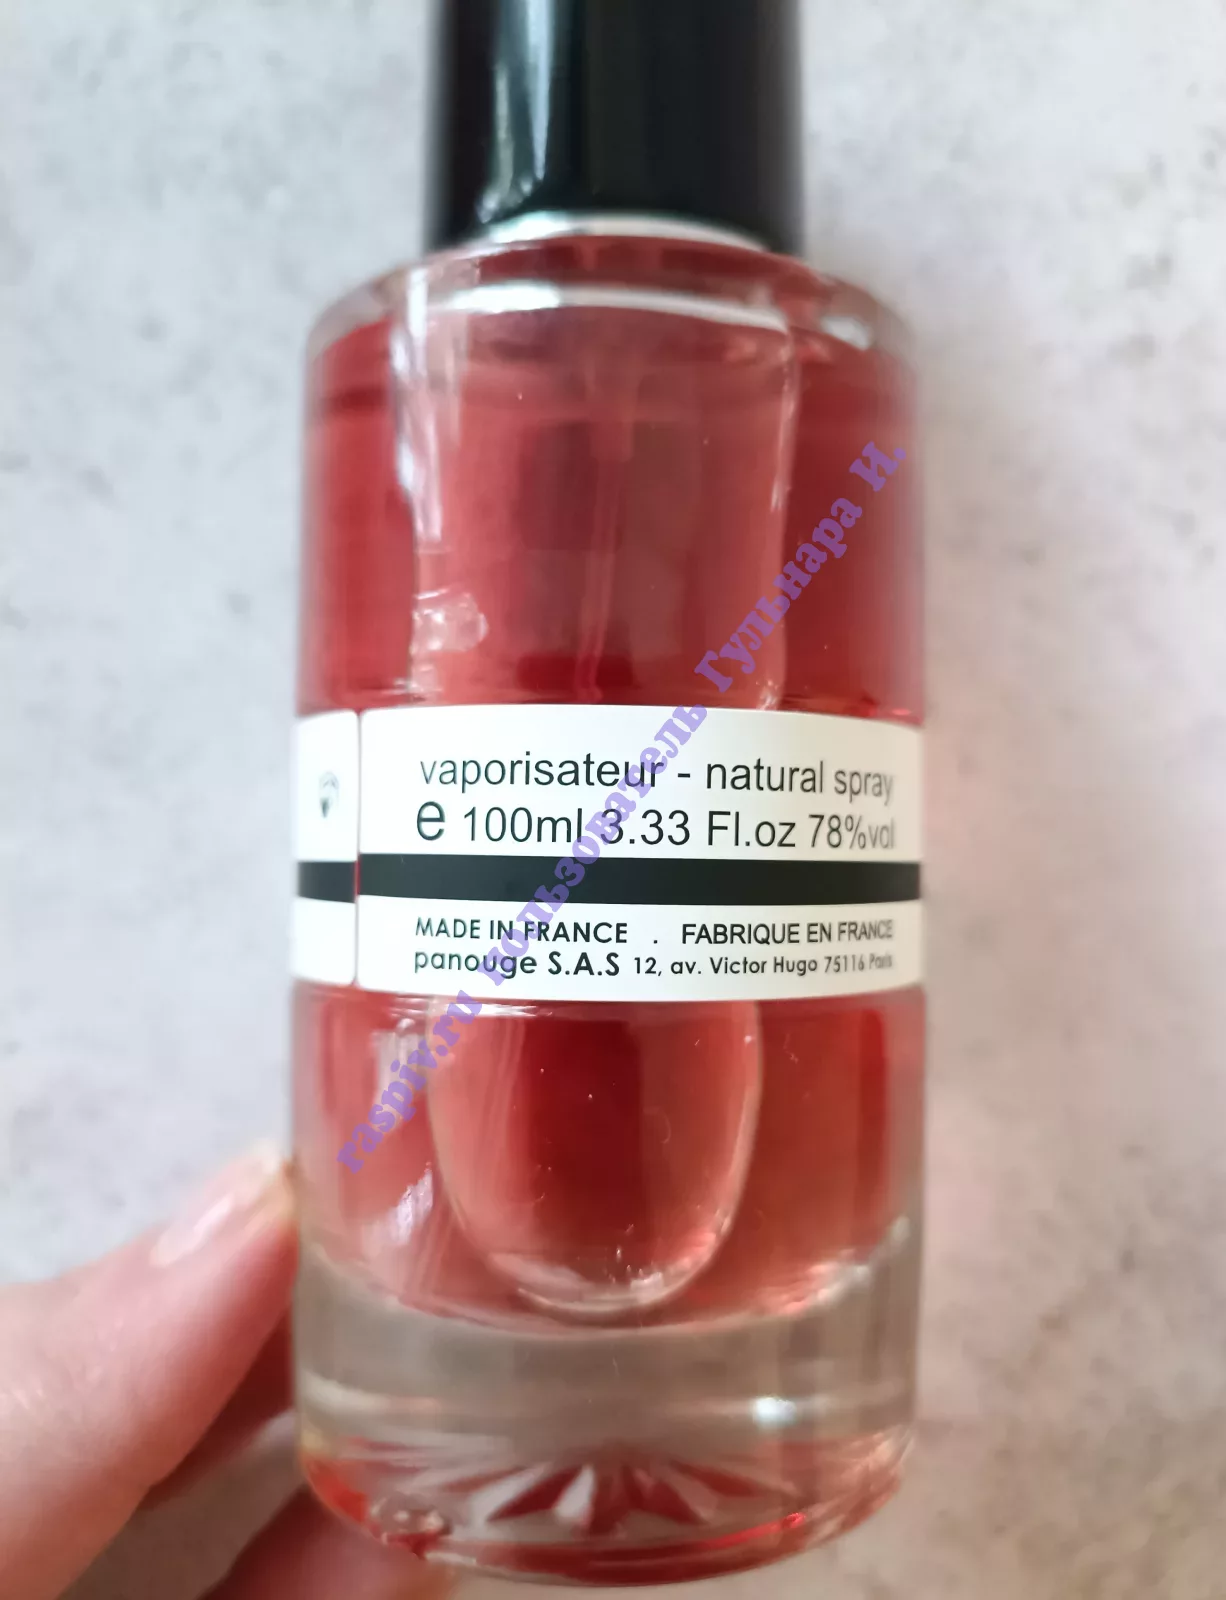 vaporisateur - natural spray
e 100ml 3.33 Fl.oz 78%vol
MADE IN FRANCE . FABRIQUE EN FRANCE
panouge S.A.S 12, av. Victor Hugo 75116 Paris
raspiv.ru пользователь Гульнара И.